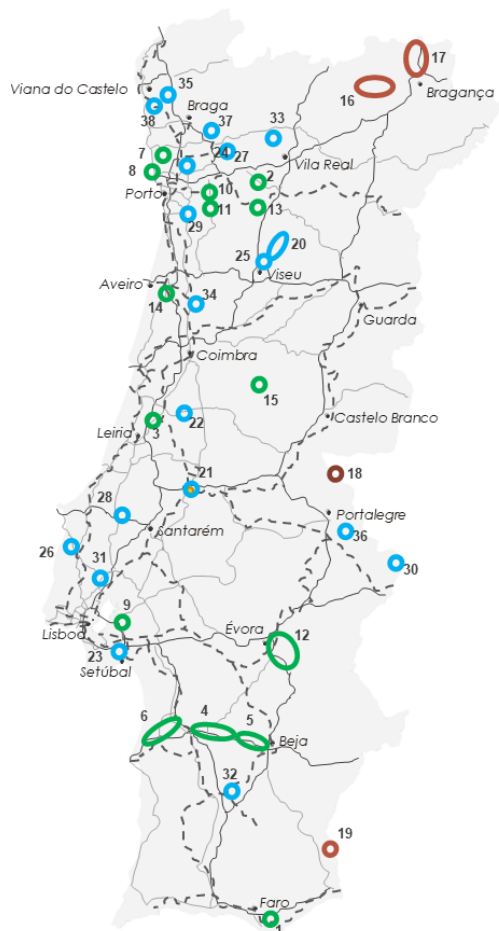 17
35
Viana do Castelo
16
Bragança
Braga
38
37
33
24
27
7
Vila Real
8
2
10
Porto
11
13
29
20
25
Viseu
Aveiro
34
14
Guarda
Coimbra
15
22
Castelo Branco
3
Leiria
21
18
28
Portalegre
Santarém
36
26
30
31
9
Lisboa
Évora
12
23
Setúbal
4
6
5
Beja
32
19
Faro
1